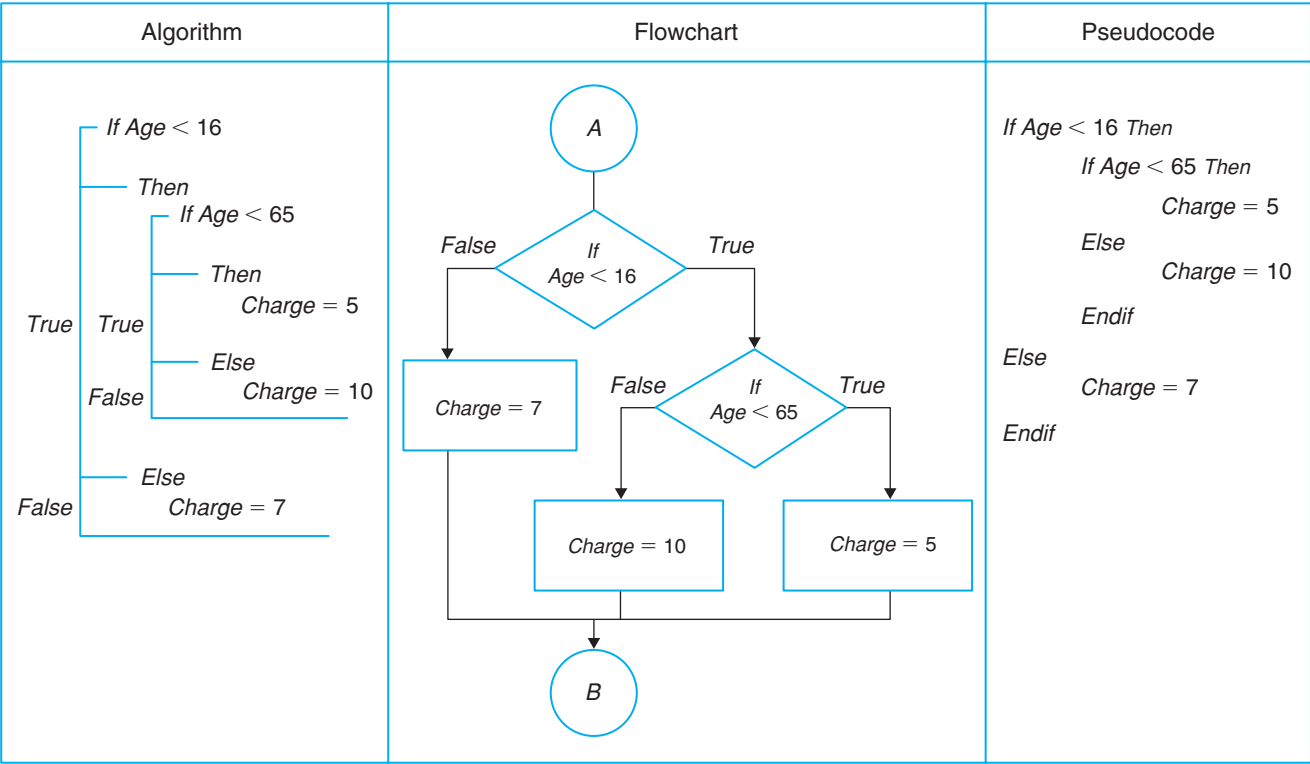 Algorithm
Flowchart
Pseudocode
If Age < 16
Then
If Age < 65
Then
Charge = 5
True
True
Else
Charge = 10
False
Else
Charge = 7
False
A
False
If
Age < 16
True
Charge = 7
False
If
Age < 65
True
Charge = 10
Charge = 5
B
If Age < 16 Then
If Age < 65 Then
Charge = 5
Else
Charge = 10
Endif
Else
Charge = 7
Endif